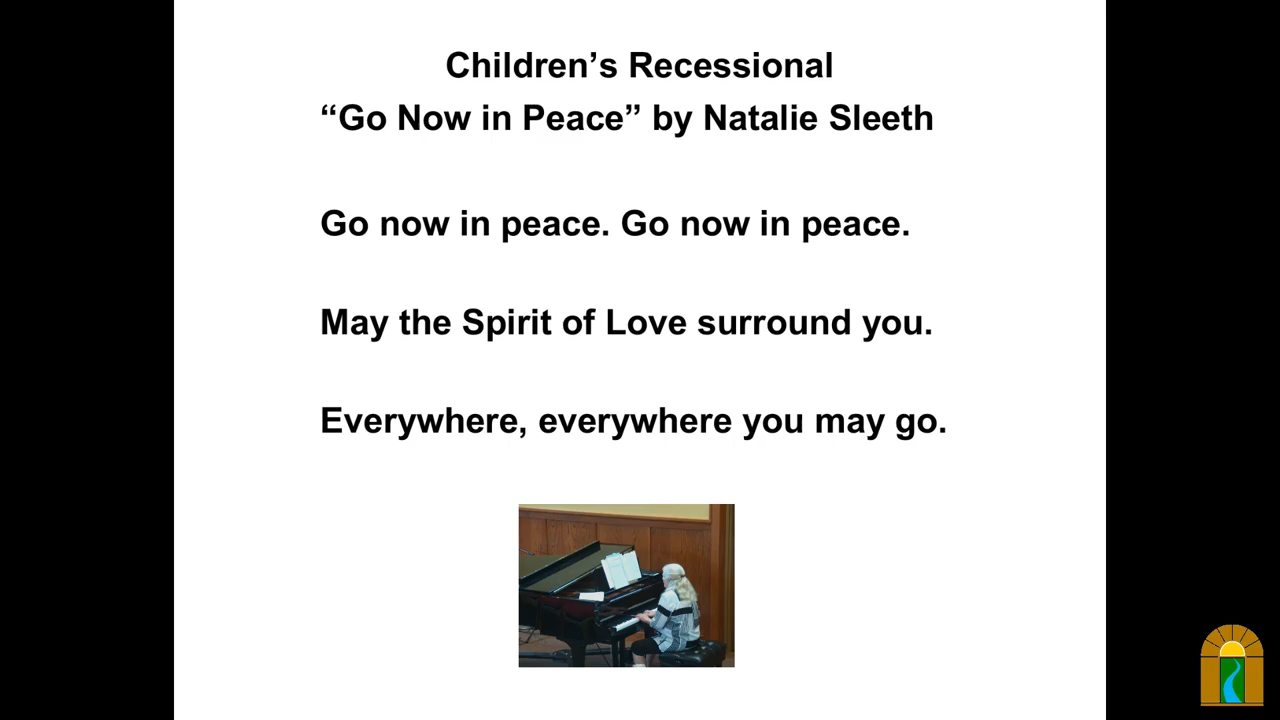 Children’s Recessional
“Go Now in Peace” by Natalie Sleeth
Go now in peace. Go now in peace.
May the Spirit of Love surround you.
Everywhere, everywhere you may go.